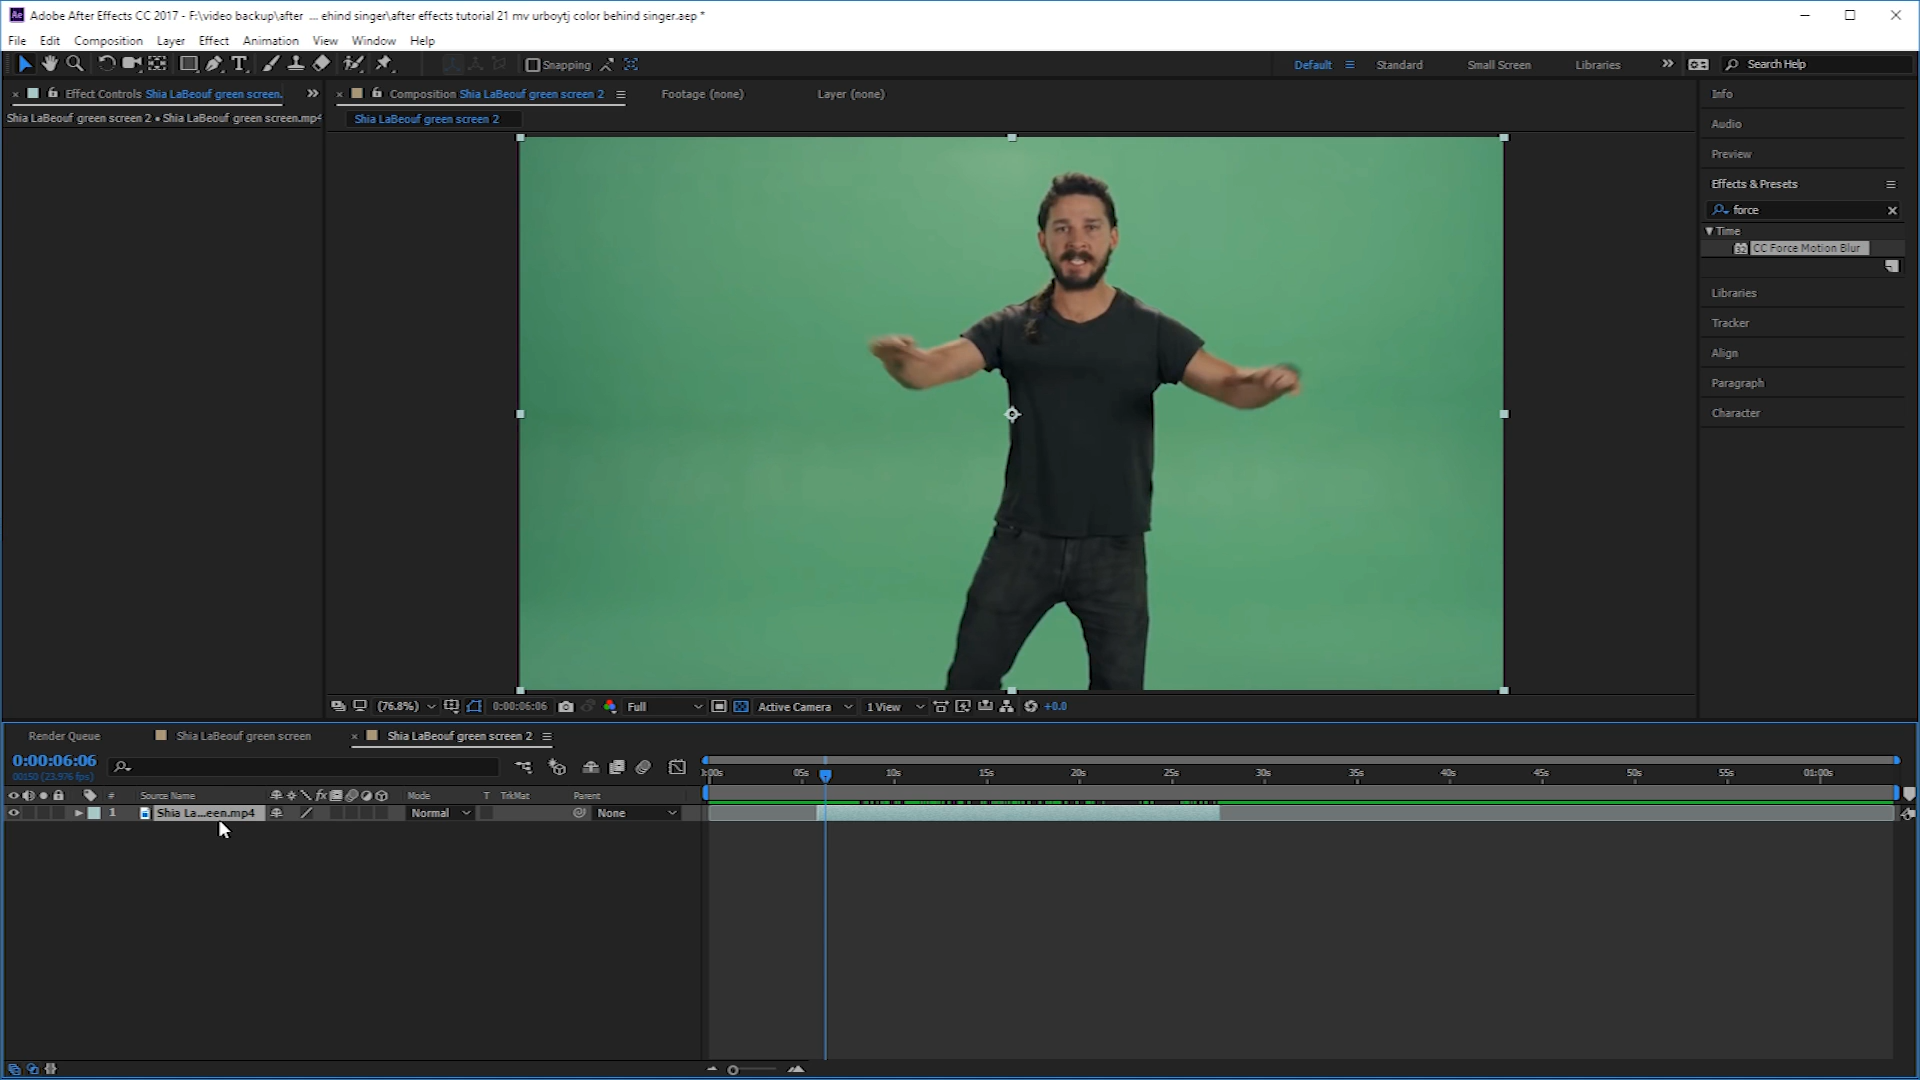 Adobe After Effects CC 2017 - F:\video backup\after ... ehind singer\after effects tutorial 21 mv urboytj color behind singer.aep *
File Edit Composition Layer Effect Animation View Window Help
Snapping Default Standard Small Screen Libraries Search Help
Effect Controls Shia LaBeouf green screen.
Composition Shia LaBeouf green screen 2
Footage (none)
Layer (none)
Info
Shia LaBeouf green screen 2 • Shia LaBeouf green screen.mp4
Shia LaBeouf green screen 2
Audio
Preview
Effects & Presets
force
Time
32 CC Force Motion Blur
Libraries
Tracker
Align
Paragraph
Character
(76.8%) 0:00:06:06 Full Active Camera 1 View +0.0
Render Queue Shia LaBeouf green screen Shia LaBeouf green screen 2
0:00:06:06
00150 (23.976 fps)
):00s 05s 10s 15s 20s 25s 30s 35s 40s 45s 50s 55s 01:00s
# Source Name fx Mode T TrkMat Parent
1 Shia La...een.mp4 Normal None